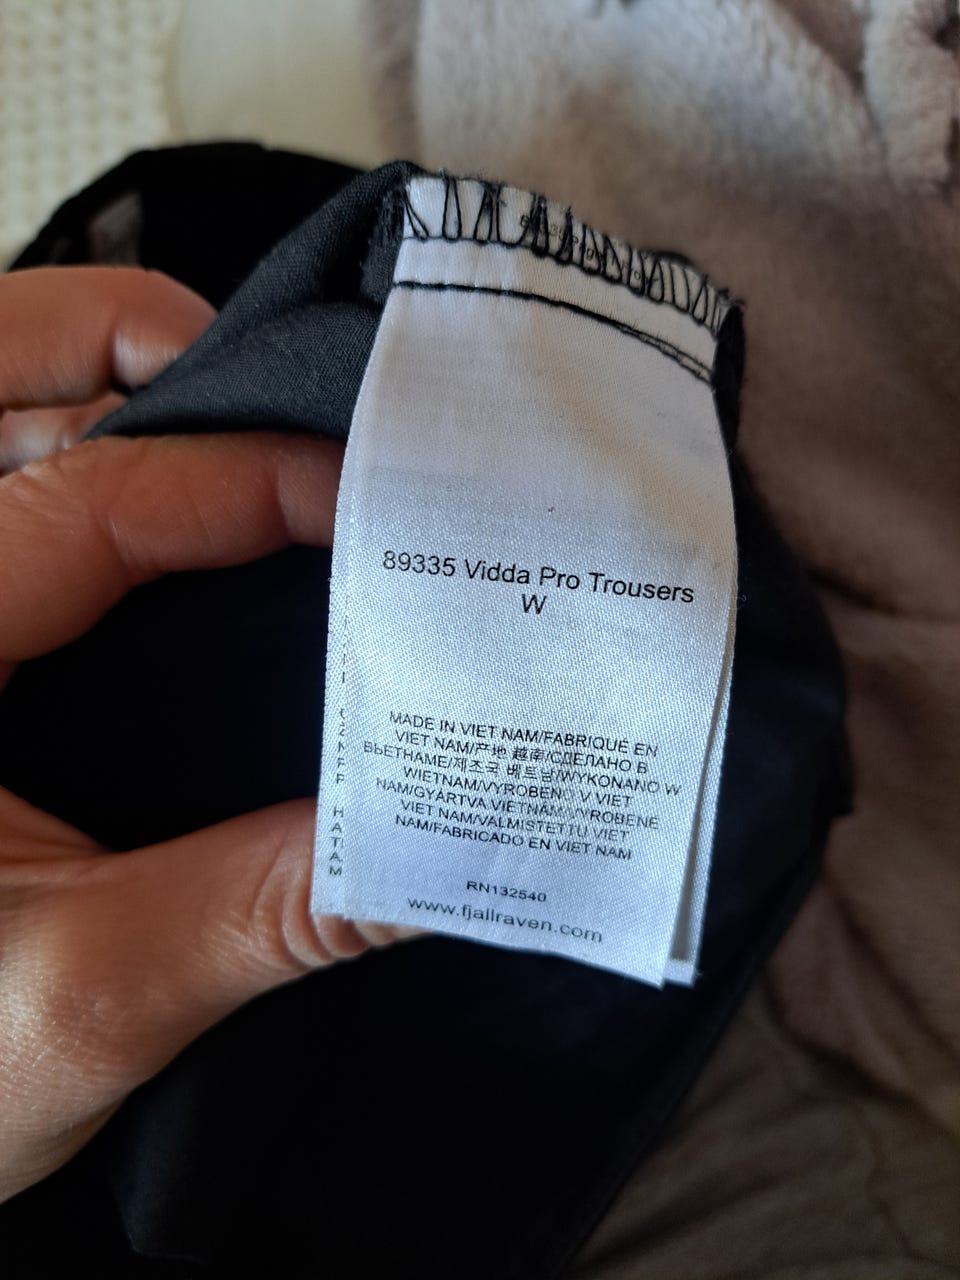 89335 Vidda Pro Trousers
W
MADE IN VIET NAM/FABRIQUÉ EN
VIET NAM/产地 越南/СДЕЛАНО В
ВЬЕТНАМЕ/제조국 베트남/WYKONANO W
WIETNAM/VYROBENO V VIET
NAM/GYÁRTVA VIETNAM/VYROBENÉ
VIET NAM/VALMISTETTU VIET
NAM/FABRICADO EN VIET NAM
RN132540
www.fjallraven.com